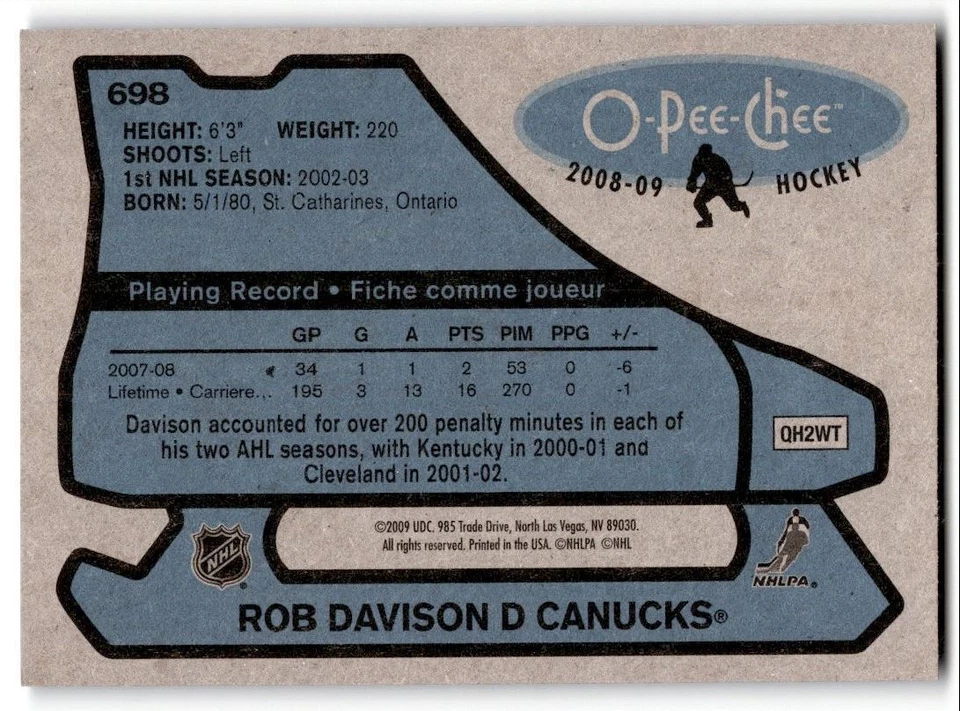 698
HEIGHT: 6'3" WEIGHT: 220
SHOOTS: Left
1st NHL SEASON: 2002-03
BORN: 5/1/80, St. Catharines, Ontario
O-Pee-Chee™
2008-09 HOCKEY
Playing Record • Fiche comme joueur
GP G A PTS PIM PPG +/-
2007-08 34 1 1 2 53 0 -6
Lifetime • Carriere... 195 3 13 16 270 0 -1
Davison accounted for over 200 penalty minutes in each of
his two AHL seasons, with Kentucky in 2000-01 and
Cleveland in 2001-02.
QH2WT
©2009 UDC. 985 Trade Drive, North Las Vegas, NV 89030.
All rights reserved. Printed in the USA. ©NHLPA ©NHL
NHL®
NHLPA®
ROB DAVISON D CANUCKS®